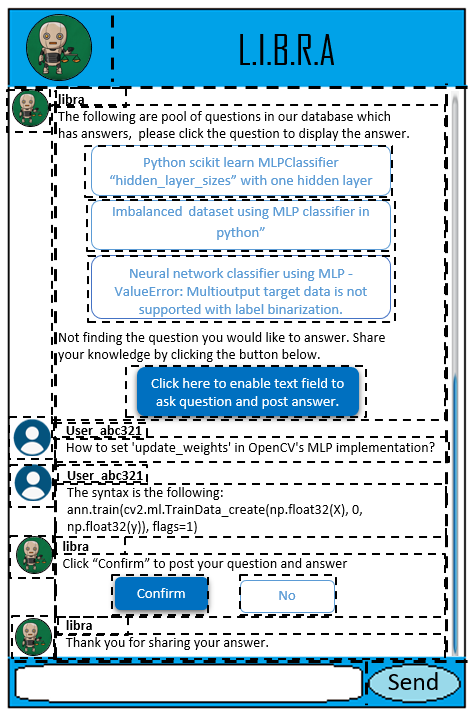 L.I.B.R.A
libra
The following are pool of questions in our database which
has answers,  please click the question to display the answer.
Python scikit learn MLPClassifier
“hidden_layer_sizes” with one hidden layer
Imbalanced dataset using MLP classifier in
python”
Neural network classifier using MLP -
ValueError: Multioutput target data is not
supported with label binarization.
Not finding the question you would like to answer. Share
your knowledge by clicking the button below.
Click here to enable text field to
ask question and post answer.
User_abc321
How to set 'update_weights' in OpenCV's MLP implementation?
User_abc321
The syntax is the following:
ann.train(cv2.ml.TrainData_create(np.float32(X), 0,
np.float32(y)), flags=1)
libra
Click “Confirm” to post your question and answer
Confirm
No
libra
Thank you for sharing your answer.
Send